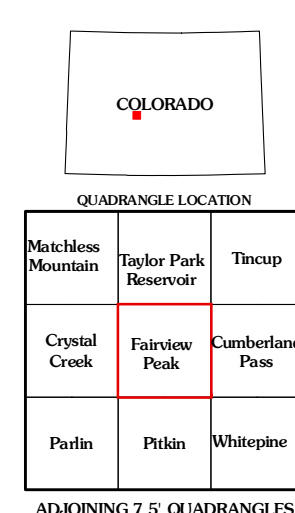 COLORADO
QUADRANGLE LOCATION
Matchless
Mountain
Taylor Park
Reservoir
Tincup
Crystal
Creek
Fairview
Peak
Cumberland
Pass
Parlin
Pitkin
Whitepine
ADJOINING 7.5' QUADRANGLES